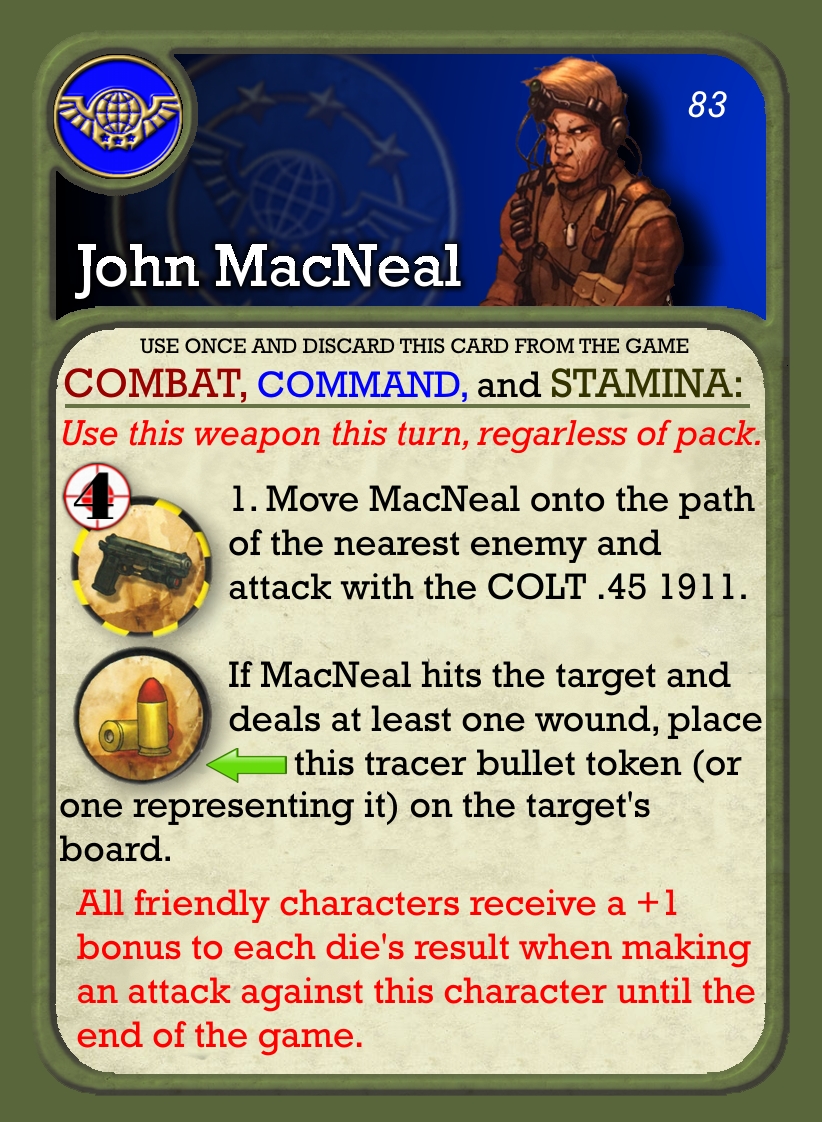 83
John MacNeal
USE ONCE AND DISCARD THIS CARD FROM THE GAME
COMBAT, COMMAND, and STAMINA:
Use this weapon this turn, regarless of pack.
4
1. Move MacNeal onto the path
of the nearest enemy and
attack with the COLT .45 1911.
If MacNeal hits the target and
deals at least one wound, place
this tracer bullet token (or
one representing it) on the target's
board.
All friendly characters receive a +1
bonus to each die's result when making
an attack against this character until the
end of the game.